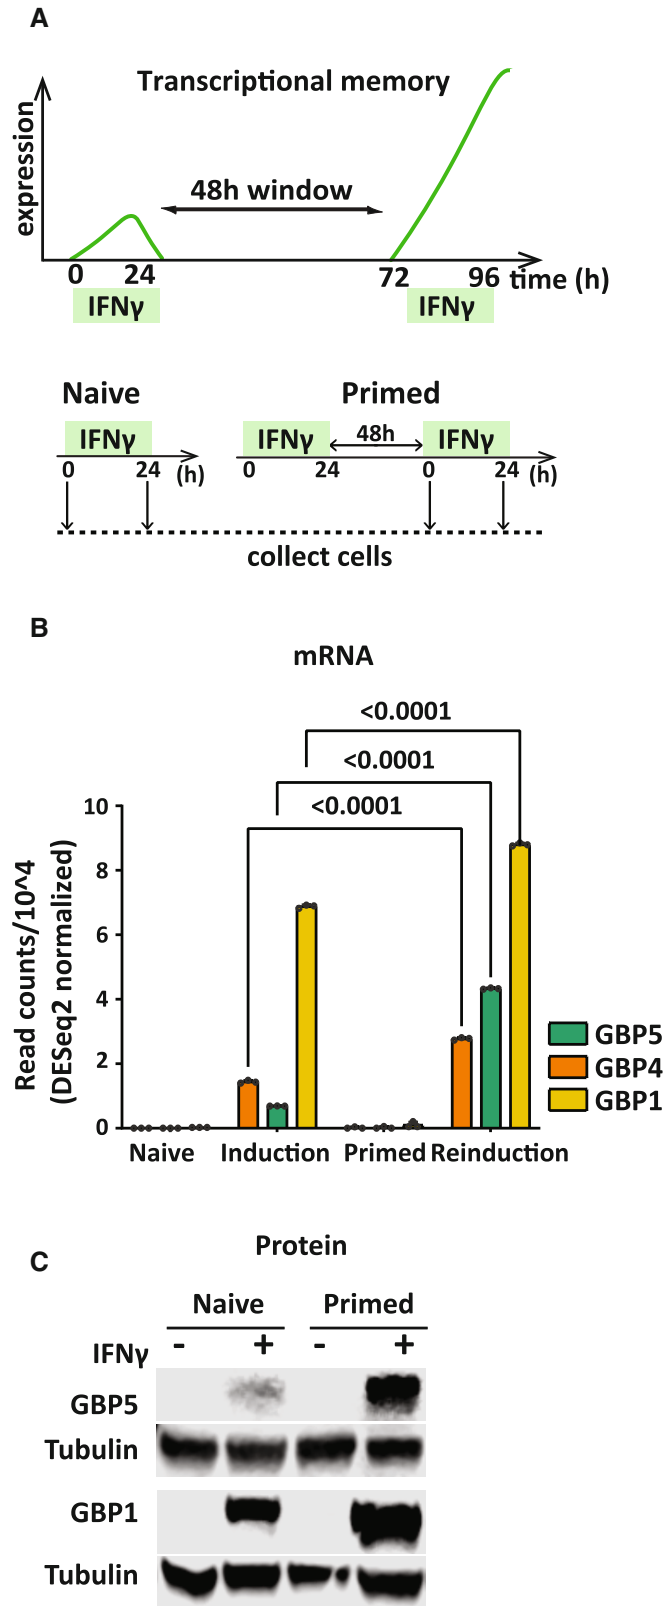 A
Transcriptional memory
expression
48h window
0 24 72 96 time (h)
IFNγ IFNγ
Naive Primed
IFNγ IFNγ 48h IFNγ
0 24 (h) 0 24 0 24 (h)
collect cells
B
mRNA
<0.0001
<0.0001
<0.0001
Read counts/10^4
(DESeq2 normalized)
10
8
6
4
2
0
GBP5
GBP4
GBP1
Naive Induction Primed Reinduction
C
Protein
Naive Primed
IFNγ - + - +
GBP5
Tubulin
GBP1
Tubulin